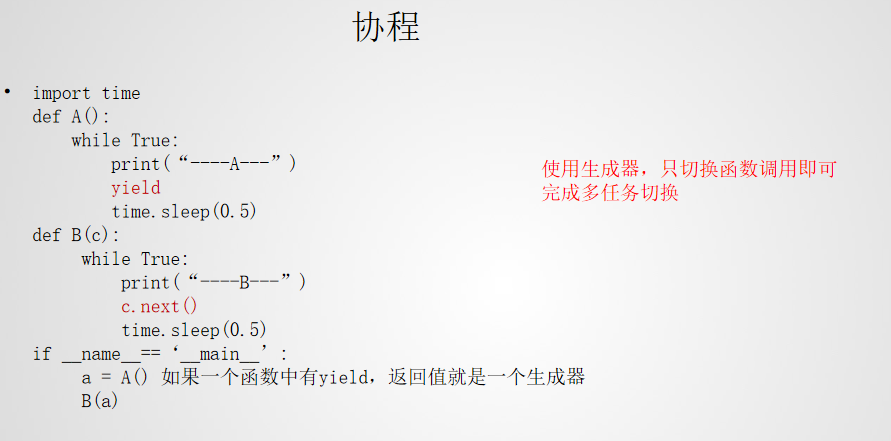 协程
• import time
def A():
while True:
print(“----A---”)
yield
time.sleep(0.5)
def B(c):
while True:
print(“----B---”)
c.next()
time.sleep(0.5)
if __name__== ‘__main__’:
a = A() 如果一个函数中有yield，返回值就是一个生成器
B(a)
使用生成器，只切换函数调用即可
完成多任务切换